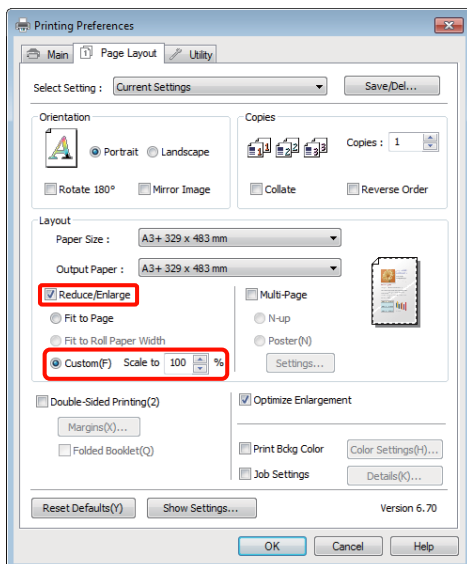 Printing Preferences
Main Page Layout Utility
Select Setting : Current Settings Save/Del...
Orientation Copies
Portrait Landscape Copies : 1
Rotate 180° Mirror Image Collate Reverse Order
Layout
Paper Size : A3+ 329 x 483 mm
Output Paper : A3+ 329 x 483 mm
Reduce/Enlarge Multi-Page
Fit to Page N-up
Fit to Roll Paper Width Poster(N)
Custom(F) Scale to 100 % Settings...
Double-Sided Printing(2) Optimize Enlargement
Margins(X)...
Folded Booklet(Q) Print Bckg Color Color Settings(H)...
Job Settings Details(K)...
Reset Defaults(Y) Show Settings... Version 6.70
OK Cancel Help